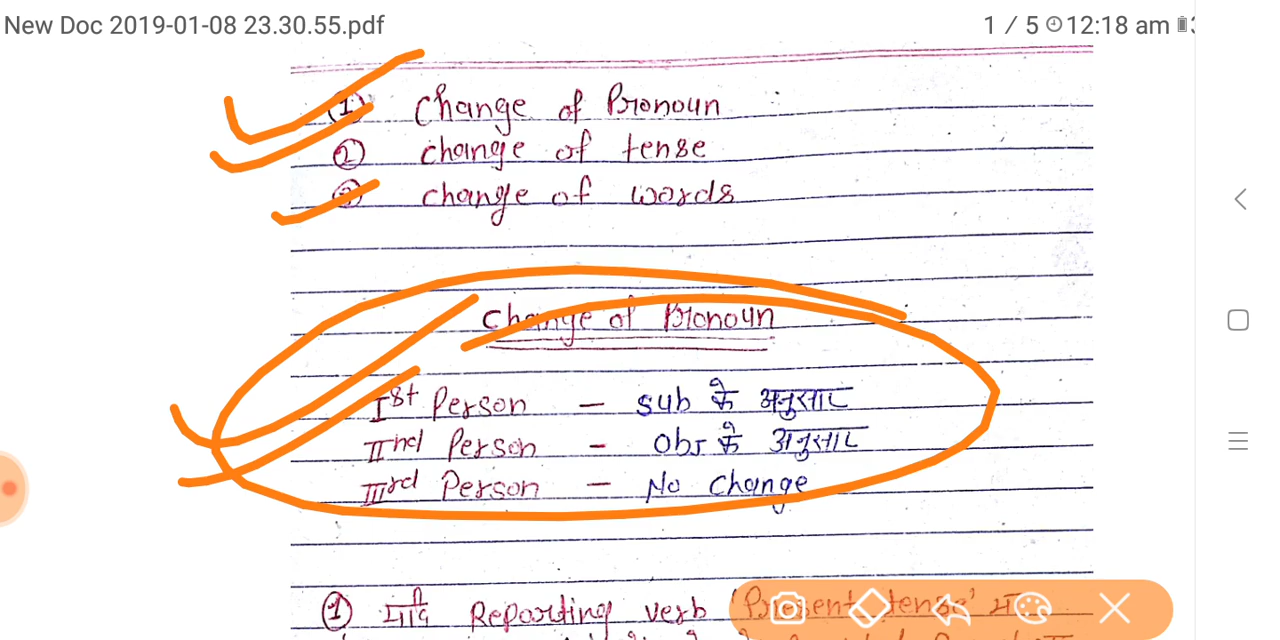 New Doc 2019-01-08 23.30.55.pdf 1 / 5 12:18 am
(1) Change of Pronoun
(2) change of tense
change of words
Change of Pronoun
Ist Person – sub के अनुसार
IInd Person – obj के अनुसार
IIIrd Person – No Change
(1) यदि Reporting verb 'Present tense'